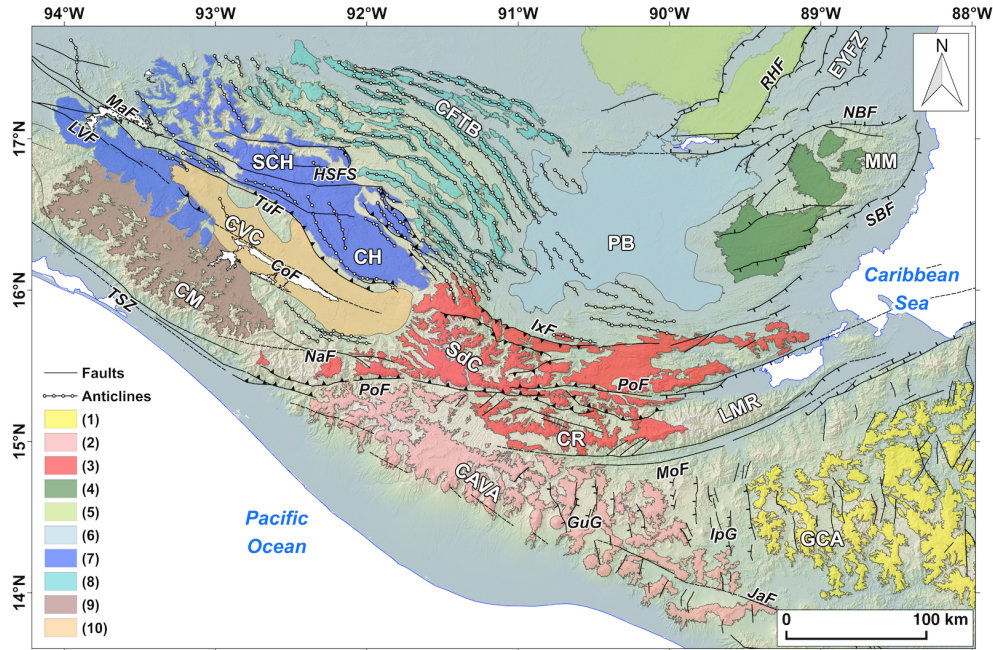 94°W 93°W 92°W 91°W 90°W 89°W 88°W
N
EYFZ
RHF
NBF
CFTB
MaF
LVF
17°N
MM
SCH
HSFS
SBF
TuF
CVC
PB
CH
CoF
Caribbean
Sea
16°N
CM
TSZ
IxF
NaF
SdC
Faults
PoF
PoF
Anticlines
LMR
(1)
15°N
(2)
CR
(3)
MoF
CAVA
(4)
(5)
Pacific
Ocean
GuG
IpG
GCA
(6)
(7)
(8)
14°N
JaF
(9)
(10)
0 100 km